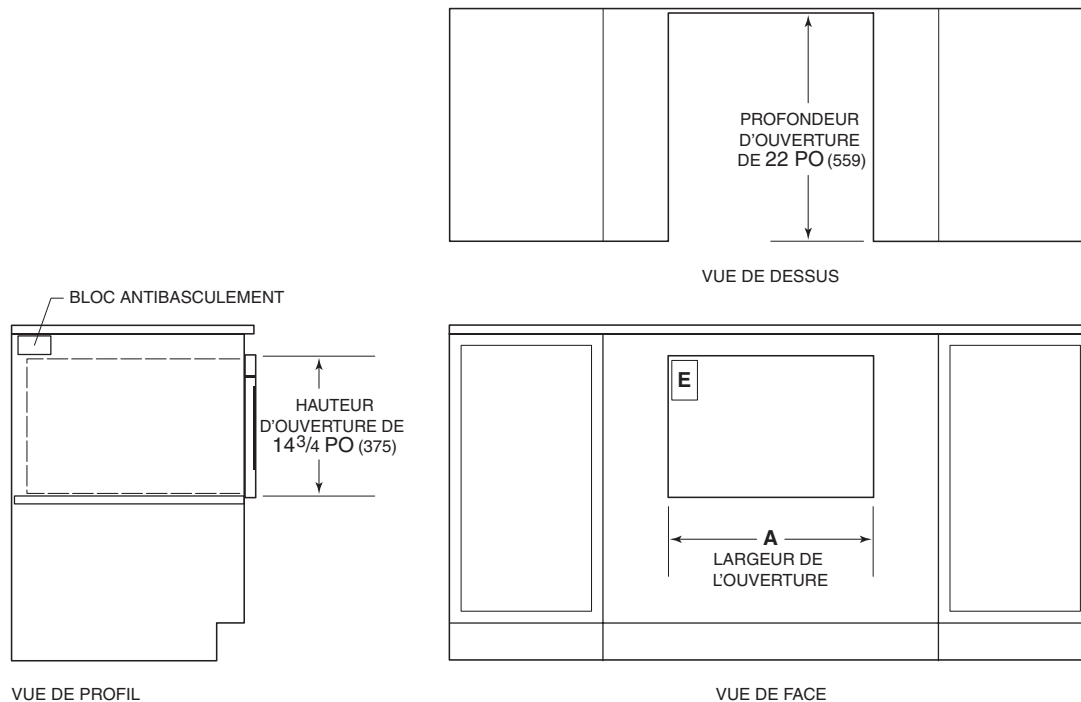 PROFONDEUR
D'OUVERTURE
DE 22 PO (559)
VUE DE DESSUS
BLOC ANTIBASCULEMENT
HAUTEUR
D'OUVERTURE DE
14 3/4 PO (375)
VUE DE PROFIL
E
A
LARGEUR DE
L'OUVERTURE
VUE DE FACE